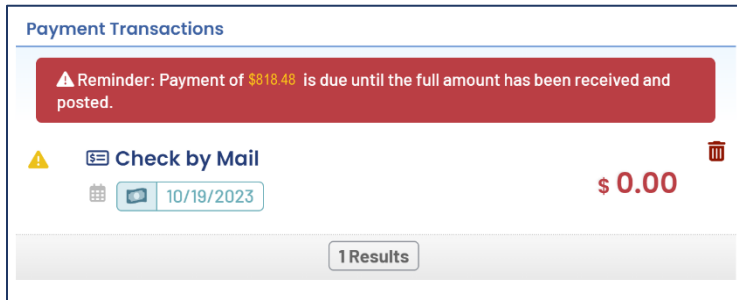 Payment Transactions
Reminder: Payment of $818.48 is due until the full amount has been received and
posted.
Check by Mail
10/19/2023
$ 0.00
1 Results